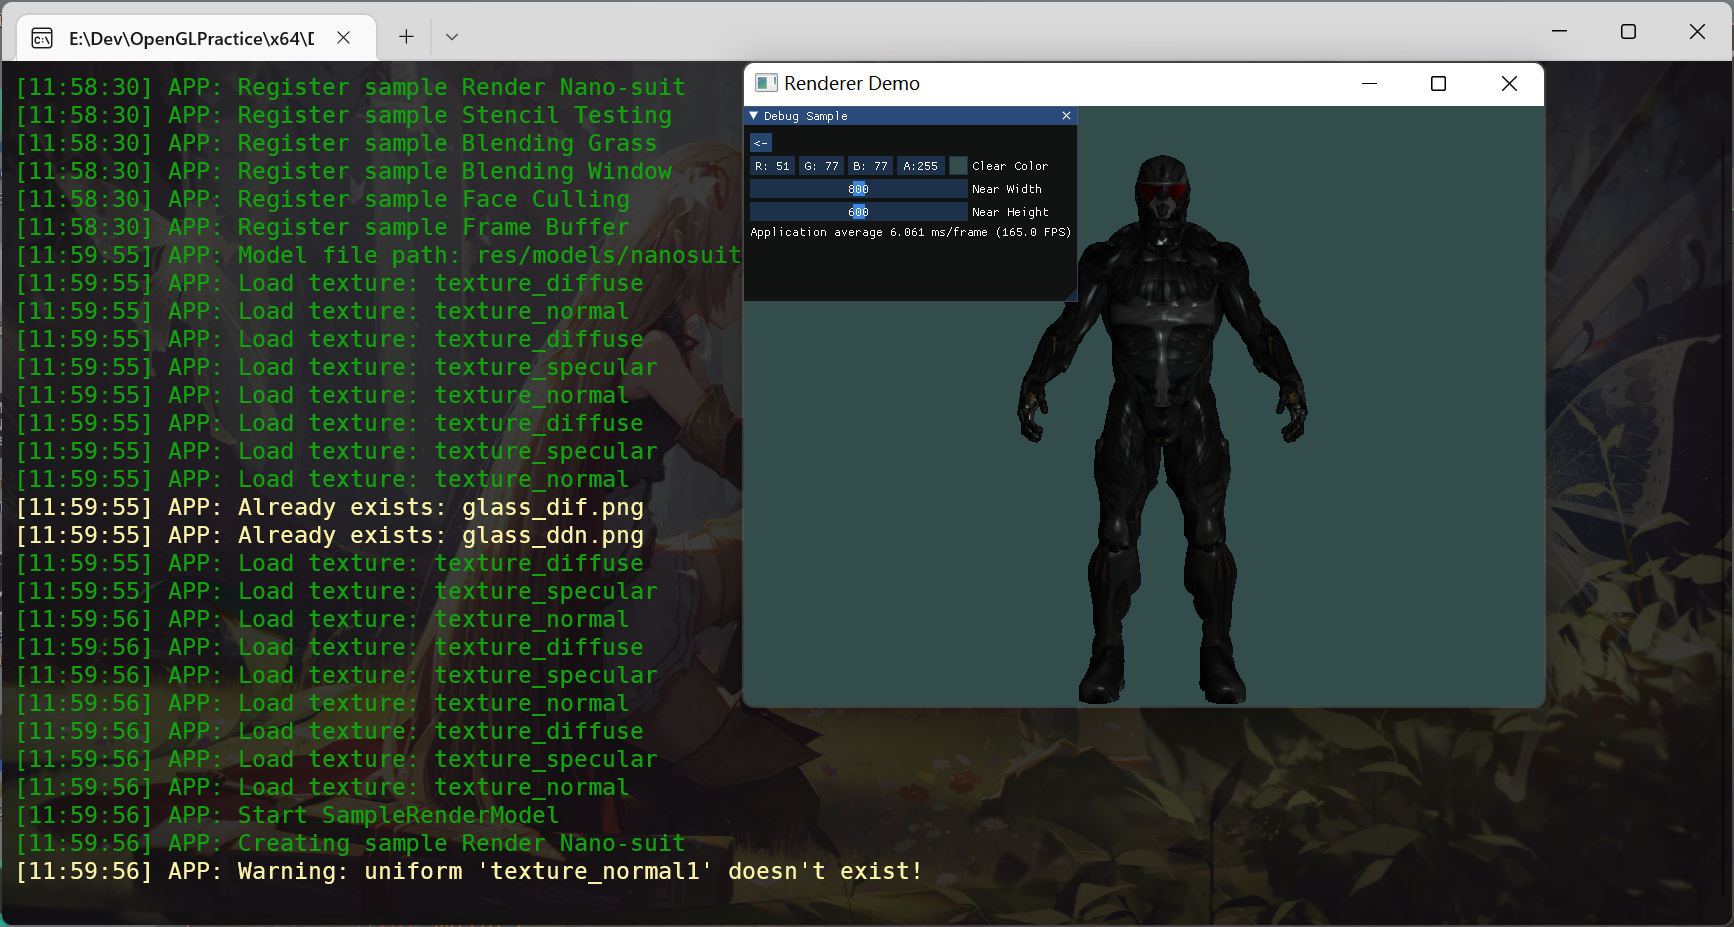 E:\Dev\OpenGLPractice\x64\D
[11:58:30] APP: Register sample Render Nano-suit
[11:58:30] APP: Register sample Stencil Testing
[11:58:30] APP: Register sample Blending Grass
[11:58:30] APP: Register sample Blending Window
[11:58:30] APP: Register sample Face Culling
[11:58:30] APP: Register sample Frame Buffer
[11:59:55] APP: Model file path: res/models/nanosuit
[11:59:55] APP: Load texture: texture_diffuse
[11:59:55] APP: Load texture: texture_normal
[11:59:55] APP: Load texture: texture_diffuse
[11:59:55] APP: Load texture: texture_specular
[11:59:55] APP: Load texture: texture_normal
[11:59:55] APP: Load texture: texture_diffuse
[11:59:55] APP: Load texture: texture_specular
[11:59:55] APP: Load texture: texture_normal
[11:59:55] APP: Already exists: glass_dif.png
[11:59:55] APP: Already exists: glass_ddn.png
[11:59:55] APP: Load texture: texture_diffuse
[11:59:55] APP: Load texture: texture_specular
[11:59:56] APP: Load texture: texture_normal
[11:59:56] APP: Load texture: texture_diffuse
[11:59:56] APP: Load texture: texture_specular
[11:59:56] APP: Load texture: texture_normal
[11:59:56] APP: Load texture: texture_diffuse
[11:59:56] APP: Load texture: texture_specular
[11:59:56] APP: Load texture: texture_normal
[11:59:56] APP: Start SampleRenderModel
[11:59:56] APP: Creating sample Render Nano-suit
[11:59:56] APP: Warning: uniform 'texture_normal1' doesn't exist!
Renderer Demo
Debug Sample
<-
R: 51 G: 77 B: 77 A:255 Clear Color
800 Near Width
600 Near Height
Application average 6.061 ms/frame (165.0 FPS)